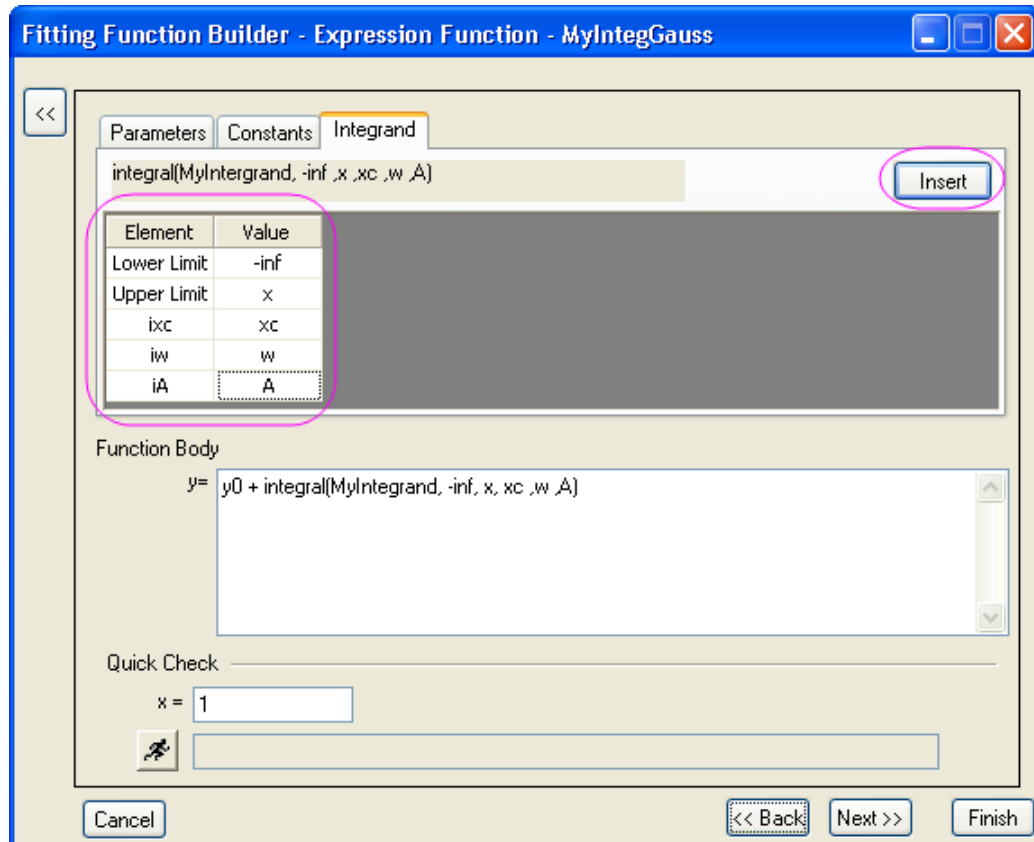 Fitting Function Builder - Expression Function - MyIntegGauss
<<
Parameters Constants Integrand
integral(MyIntergrand, -inf ,x ,xc ,w ,A)
Insert
Element Value
Lower Limit -inf
Upper Limit x
ixc xc
iw w
iA A
Function Body
y= y0 + integral(MyIntegrand, -inf, x, xc ,w ,A)
Quick Check
x = 1
Cancel << Back Next >> Finish